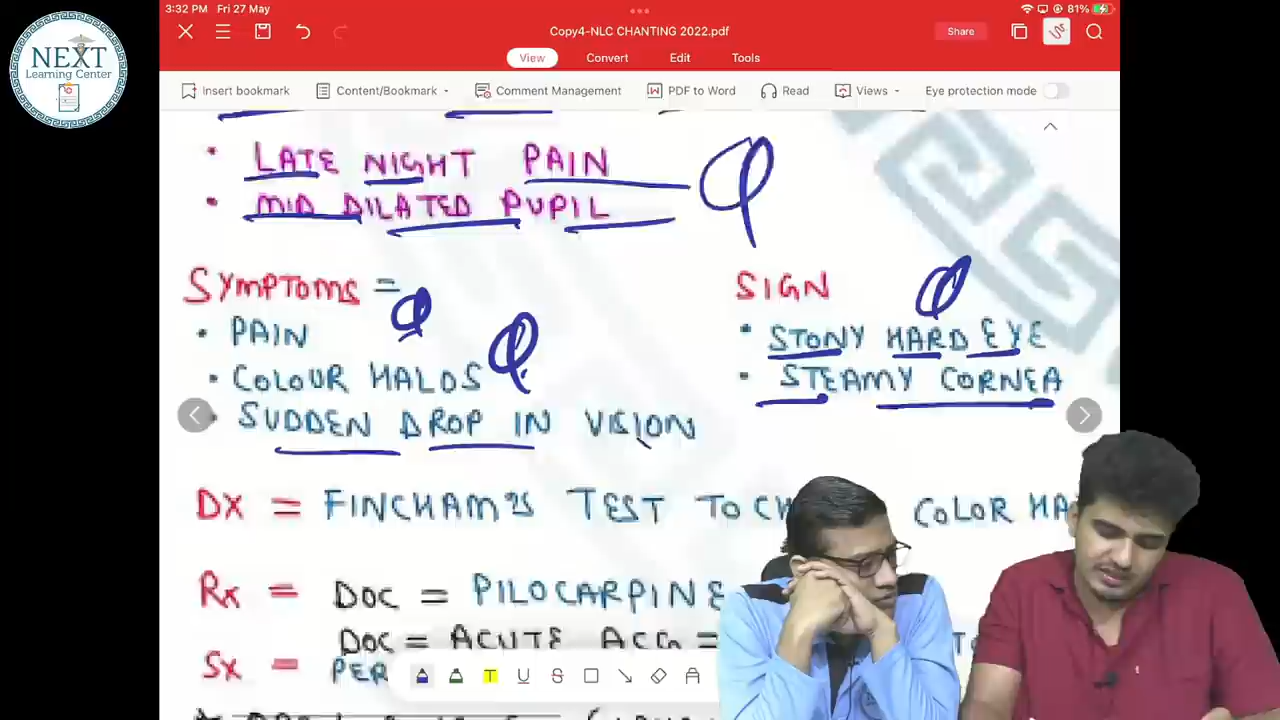 3:32 PM Fri 27 May
81%
NEXT
Learning Center
Copy4-NLC CHANTING 2022.pdf
Share
View Convert Edit Tools
Insert bookmark Content/Bookmark Comment Management PDF to Word Read Views Eye protection mode
• LATE NIGHT PAIN
• MID DILATED PUPIL
SYMPTOMS =
• PAIN
• COLOUR HALOS
• SUDDEN DROP IN VISION
SIGN
• STONY HARD EYE
• STEAMY CORNEA
DX = FINCHAM'S TEST TO CH COLOR HA
RX = DOC = PILOCARPINE
DOC = ACUTE ACG =
SX = PER